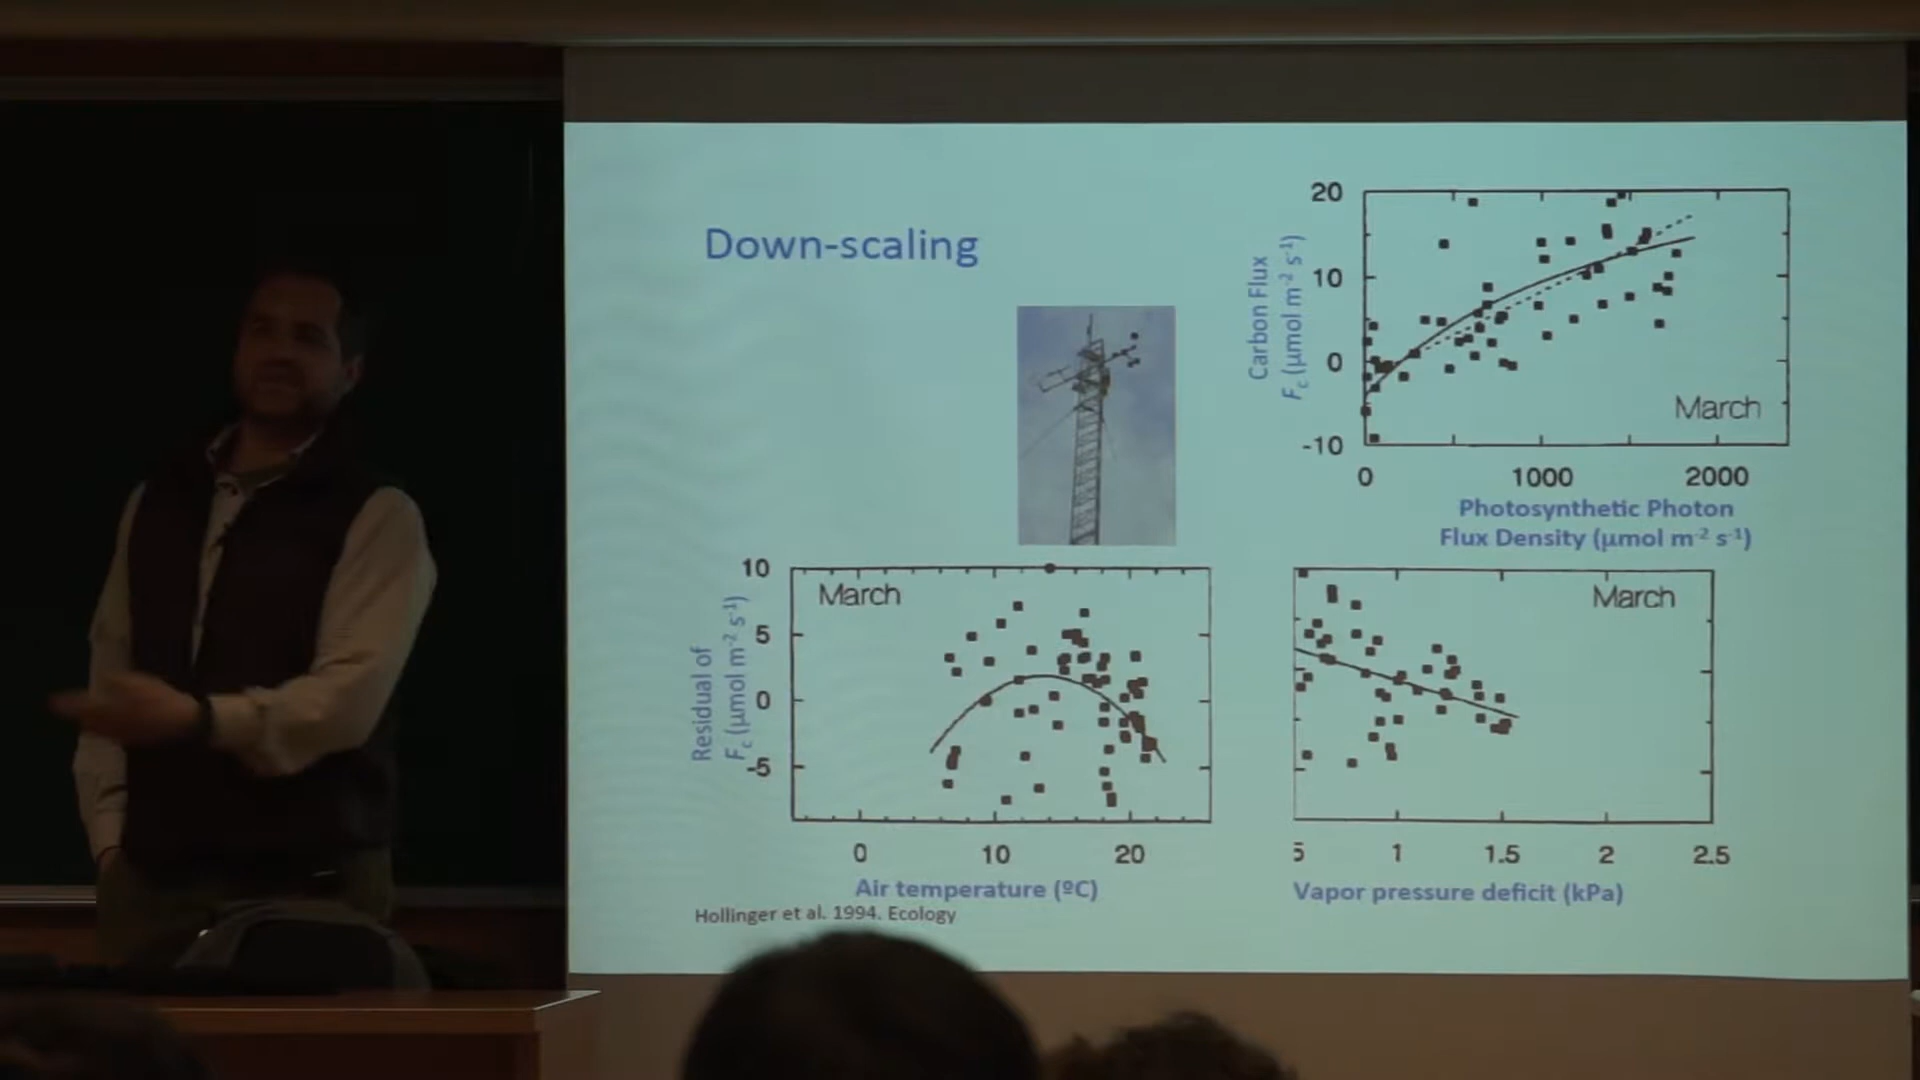 Down-scaling
20
10
0
-10
Carbon Flux
F_c (μmol m⁻² s⁻¹)
March
0 1000 2000
Photosynthetic Photon
Flux Density (μmol m⁻² s⁻¹)
10
5
0
-5
Residual of
F_c (μmol m⁻² s⁻¹)
March
0 10 20
Air temperature (ºC)
March
5 1 1.5 2 2.5
Vapor pressure deficit (kPa)
Hollinger et al. 1994. Ecology